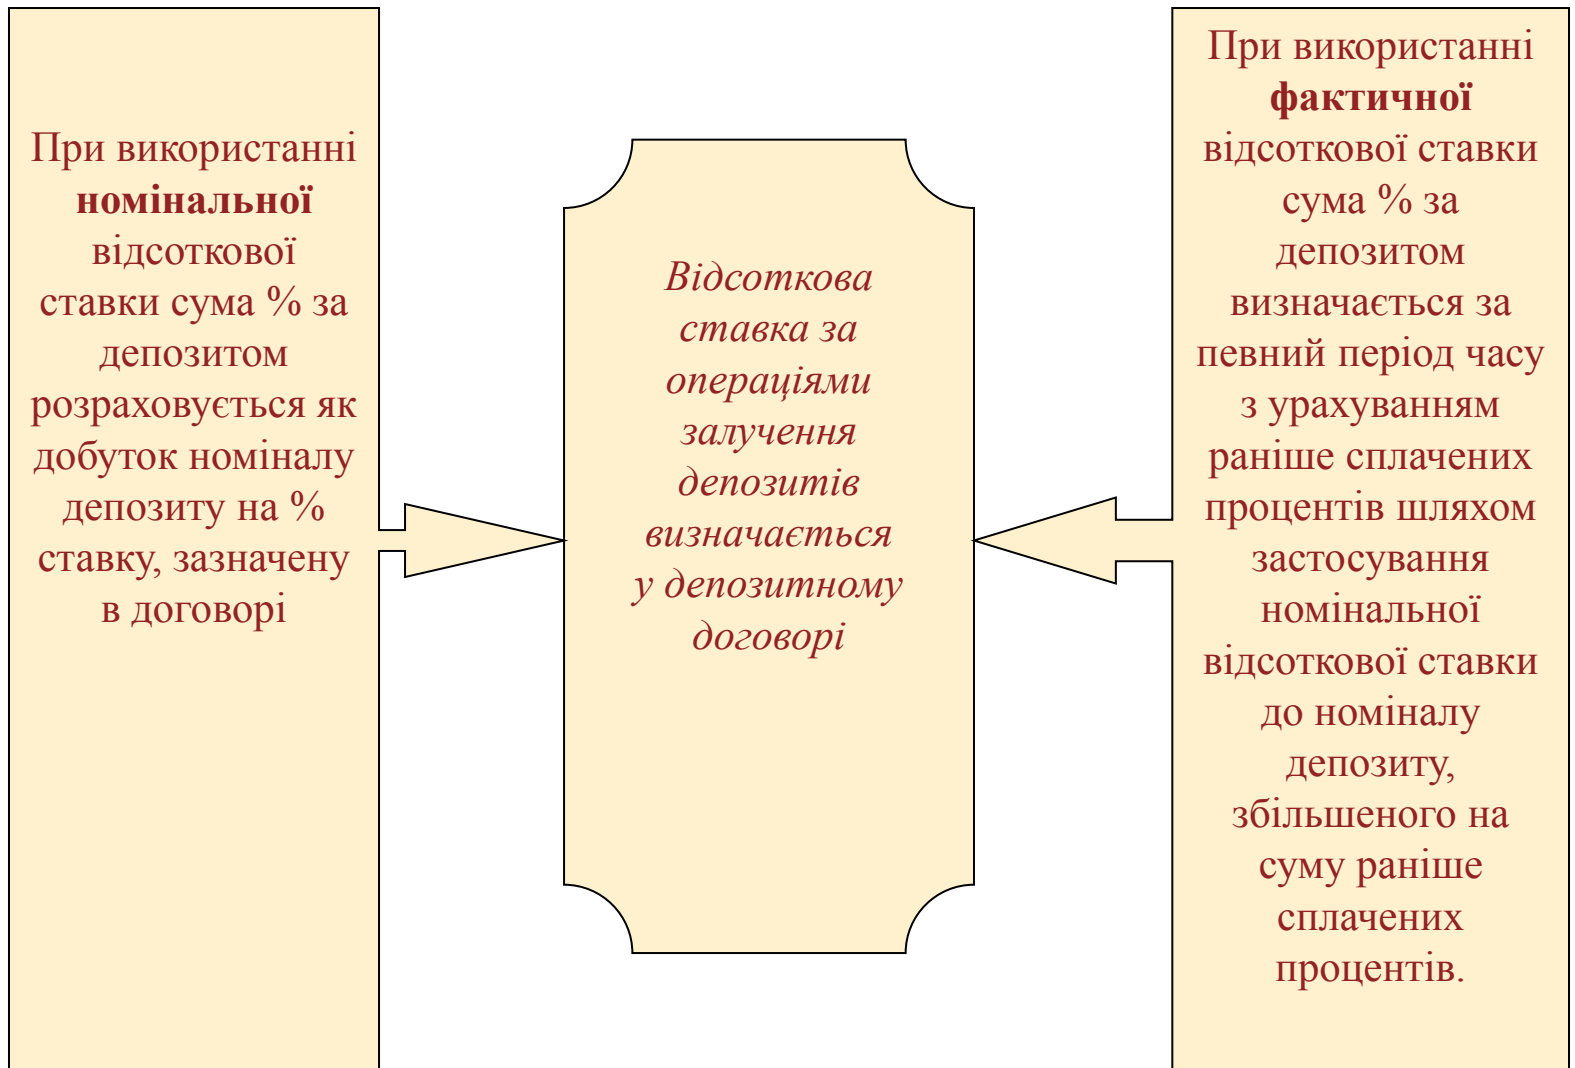 При використанні
номінальної
відсоткової
ставки сума % за
депозитом
розраховується як
добуток номіналу
депозиту на %
ставку, зазначену
в договорі
Відсоткова
ставка за
операціями
залучення
депозитів
визначається
у депозитному
договорі
При використанні
фактичної
відсоткової ставки
сума % за
депозитом
визначається за
певний період часу
з урахуванням
раніше сплачених
процентів шляхом
застосування
номінальної
відсоткової ставки
до номіналу
депозиту,
збільшеного на
суму раніше
сплачених
процентів.